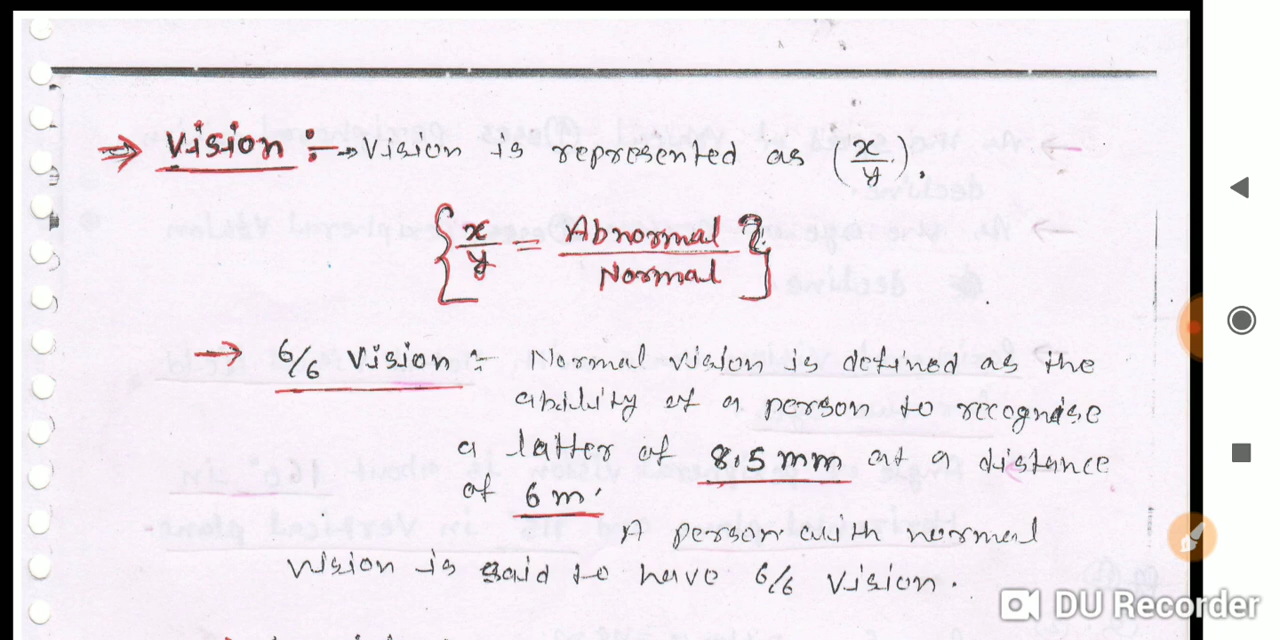 ⇒ Vision :- → Vision is represented as (x/y).
{x/y = Abnormal/Normal}
→ 6/6 Vision :- Normal vision is defined as the
ability of a person to recognise
a latter of 8.5 mm at a distance
of 6 m.
A person with normal
vision is said to have 6/6 vision.
DU Recorder